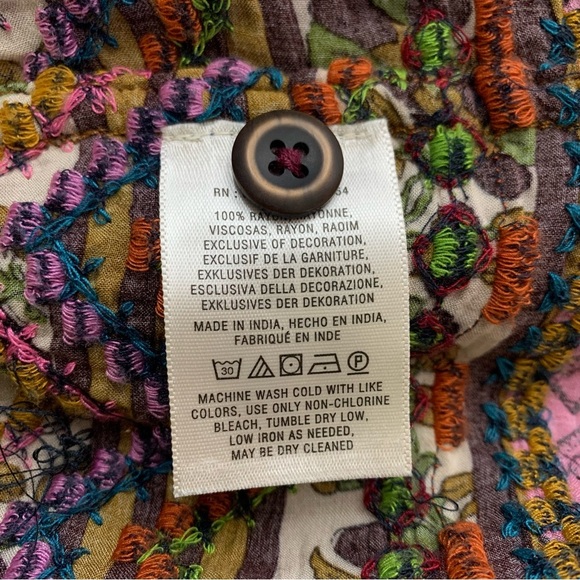 RN : 54
100% RAYON, RAYONNE,
VISCOSAS, RAYON, RAOIM
EXCLUSIVE OF DECORATION,
EXCLUSIF DE LA GARNITURE,
EXKLUSIVES DER DEKORATION,
ESCLUSIVA DELLA DECORAZIONE,
EXKLUSIVES DER DEKORATION
MADE IN INDIA, HECHO EN INDIA,
FABRIQUÉ EN INDE
30 P
MACHINE WASH COLD WITH LIKE
COLORS, USE ONLY NON-CHLORINE
BLEACH, TUMBLE DRY LOW,
LOW IRON AS NEEDED,
MAY BE DRY CLEANED